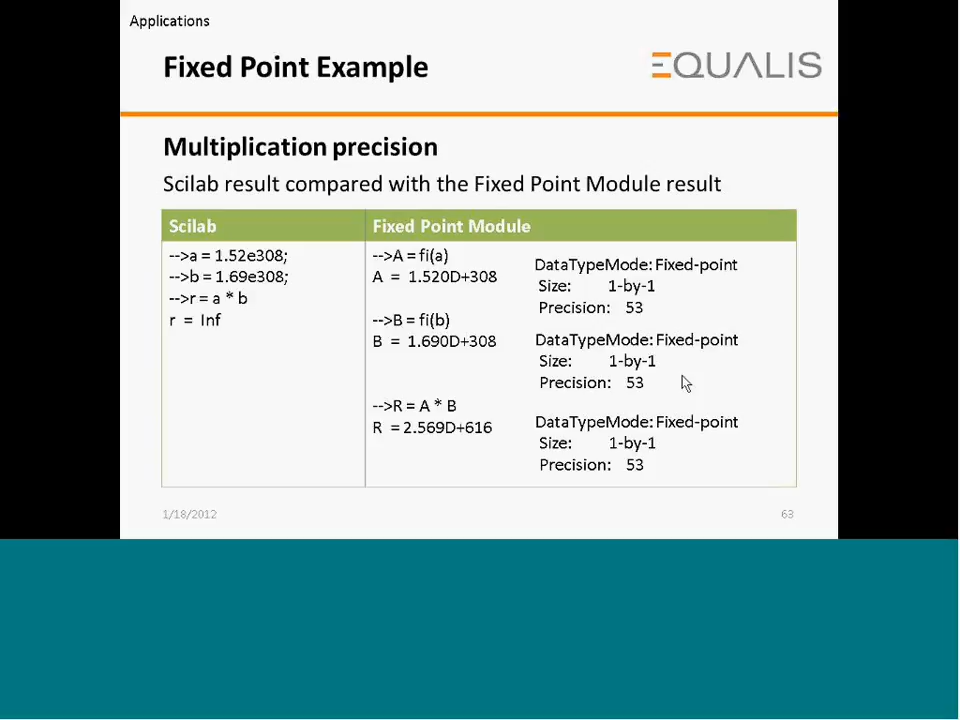 Applications
Fixed Point Example
EQUALIS
Multiplication precision
Scilab result compared with the Fixed Point Module result
Scilab
-->a = 1.52e308;
-->b = 1.69e308;
-->r = a * b
r = Inf
Fixed Point Module
-->A = fi(a)
A = 1.520D+308
DataTypeMode: Fixed-point
Size: 1-by-1
Precision: 53
-->B = fi(b)
B = 1.690D+308
DataTypeMode: Fixed-point
Size: 1-by-1
Precision: 53
-->R = A * B
R = 2.569D+616
DataTypeMode: Fixed-point
Size: 1-by-1
Precision: 53
1/18/2012
63